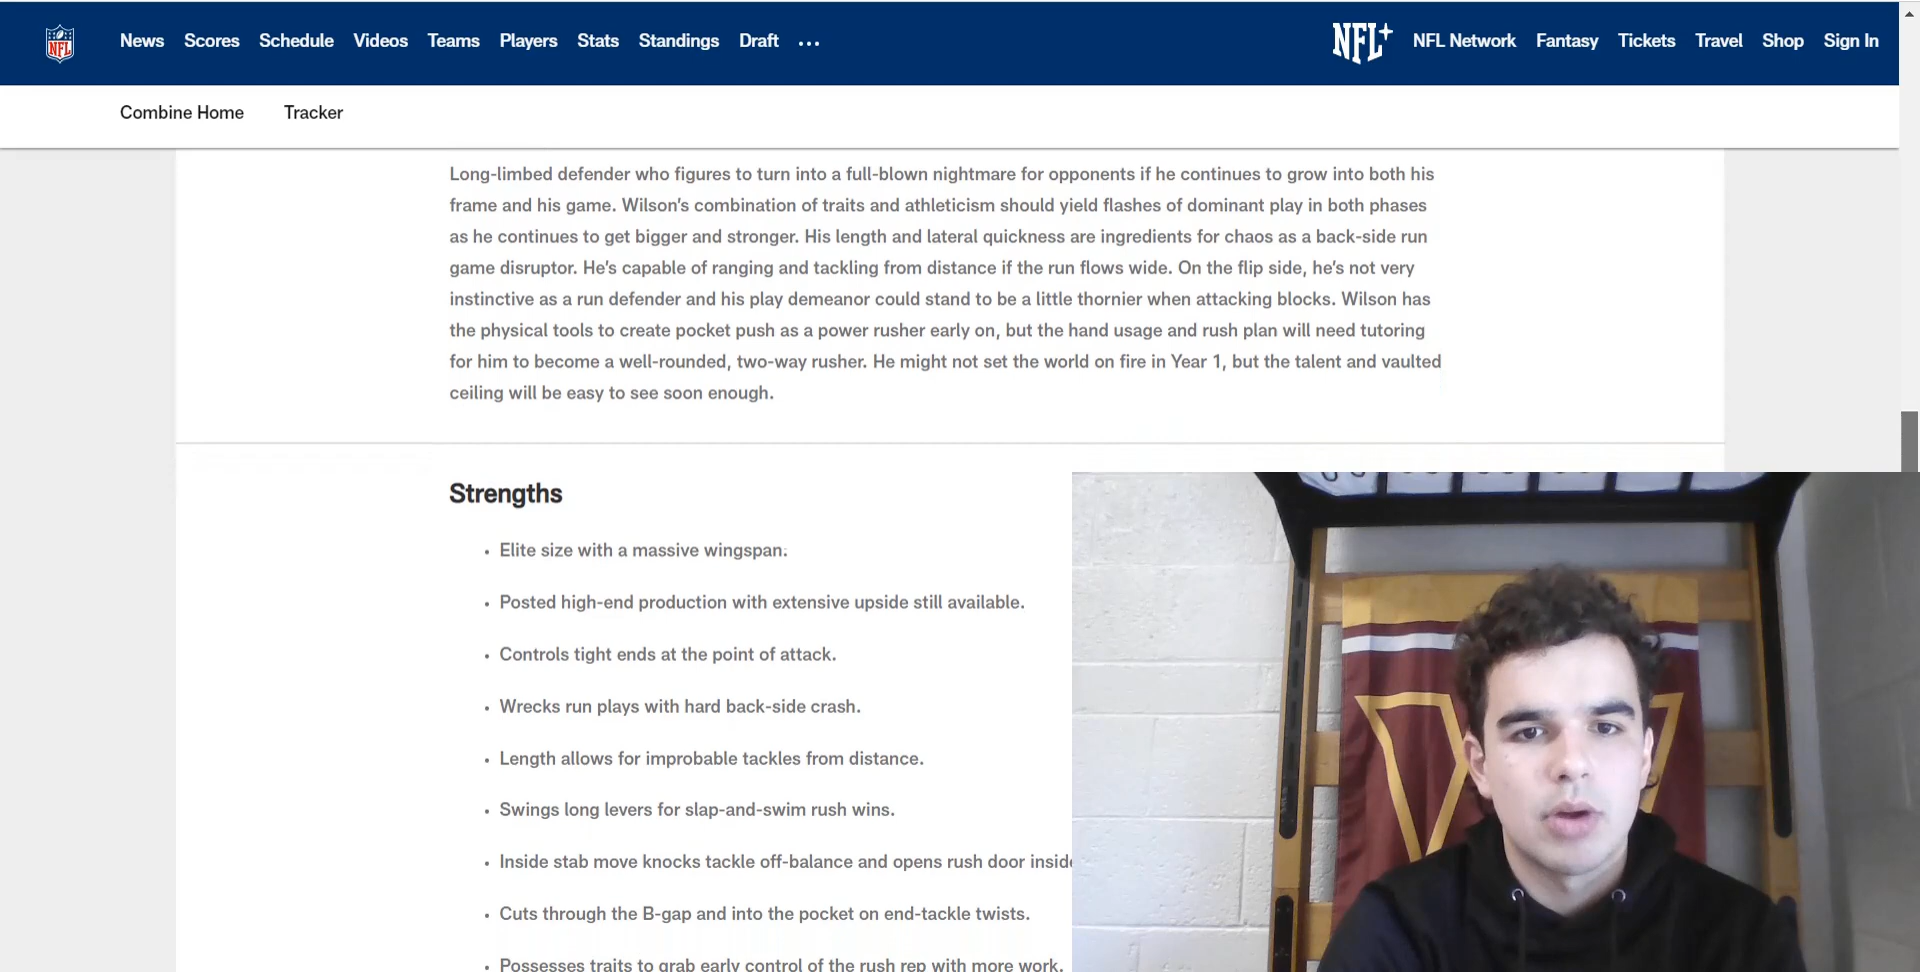 NFL
News Scores Schedule Videos Teams Players Stats Standings Draft ...
NFL+ NFL Network Fantasy Tickets Travel Shop Sign In
Combine Home Tracker
Long-limbed defender who figures to turn into a full-blown nightmare for opponents if he continues to grow into both his
frame and his game. Wilson’s combination of traits and athleticism should yield flashes of dominant play in both phases
as he continues to get bigger and stronger. His length and lateral quickness are ingredients for chaos as a back-side run
game disruptor. He’s capable of ranging and tackling from distance if the run flows wide. On the flip side, he’s not very
instinctive as a run defender and his play demeanor could stand to be a little thornier when attacking blocks. Wilson has
the physical tools to create pocket push as a power rusher early on, but the hand usage and rush plan will need tutoring
for him to become a well-rounded, two-way rusher. He might not set the world on fire in Year 1, but the talent and vaulted
ceiling will be easy to see soon enough.
Strengths
• Elite size with a massive wingspan.
• Posted high-end production with extensive upside still available.
• Controls tight ends at the point of attack.
• Wrecks run plays with hard back-side crash.
• Length allows for improbable tackles from distance.
• Swings long levers for slap-and-swim rush wins.
• Inside stab move knocks tackle off-balance and opens rush door inside
• Cuts through the B-gap and into the pocket on end-tackle twists.
• Possesses traits to grab early control of the rush rep with more work.
W